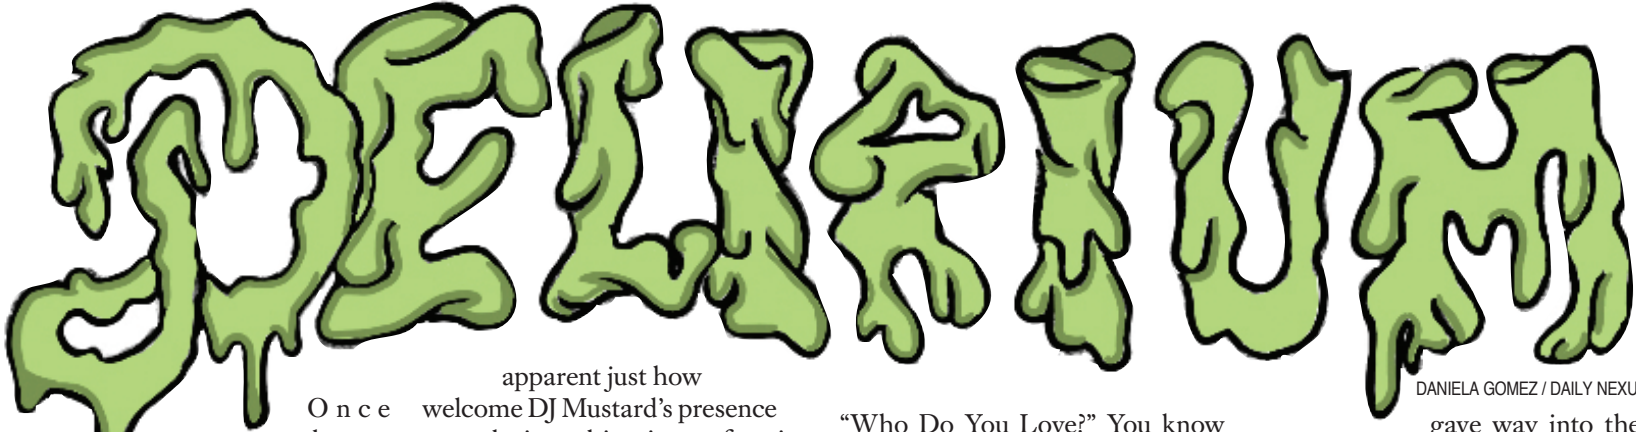 DELIRIUM
apparent just how
DANIELA GOMEZ / DAILY NEXU
Once
welcome DJ Mustard's presence
“Who Do You Love?” You know
gave way into the